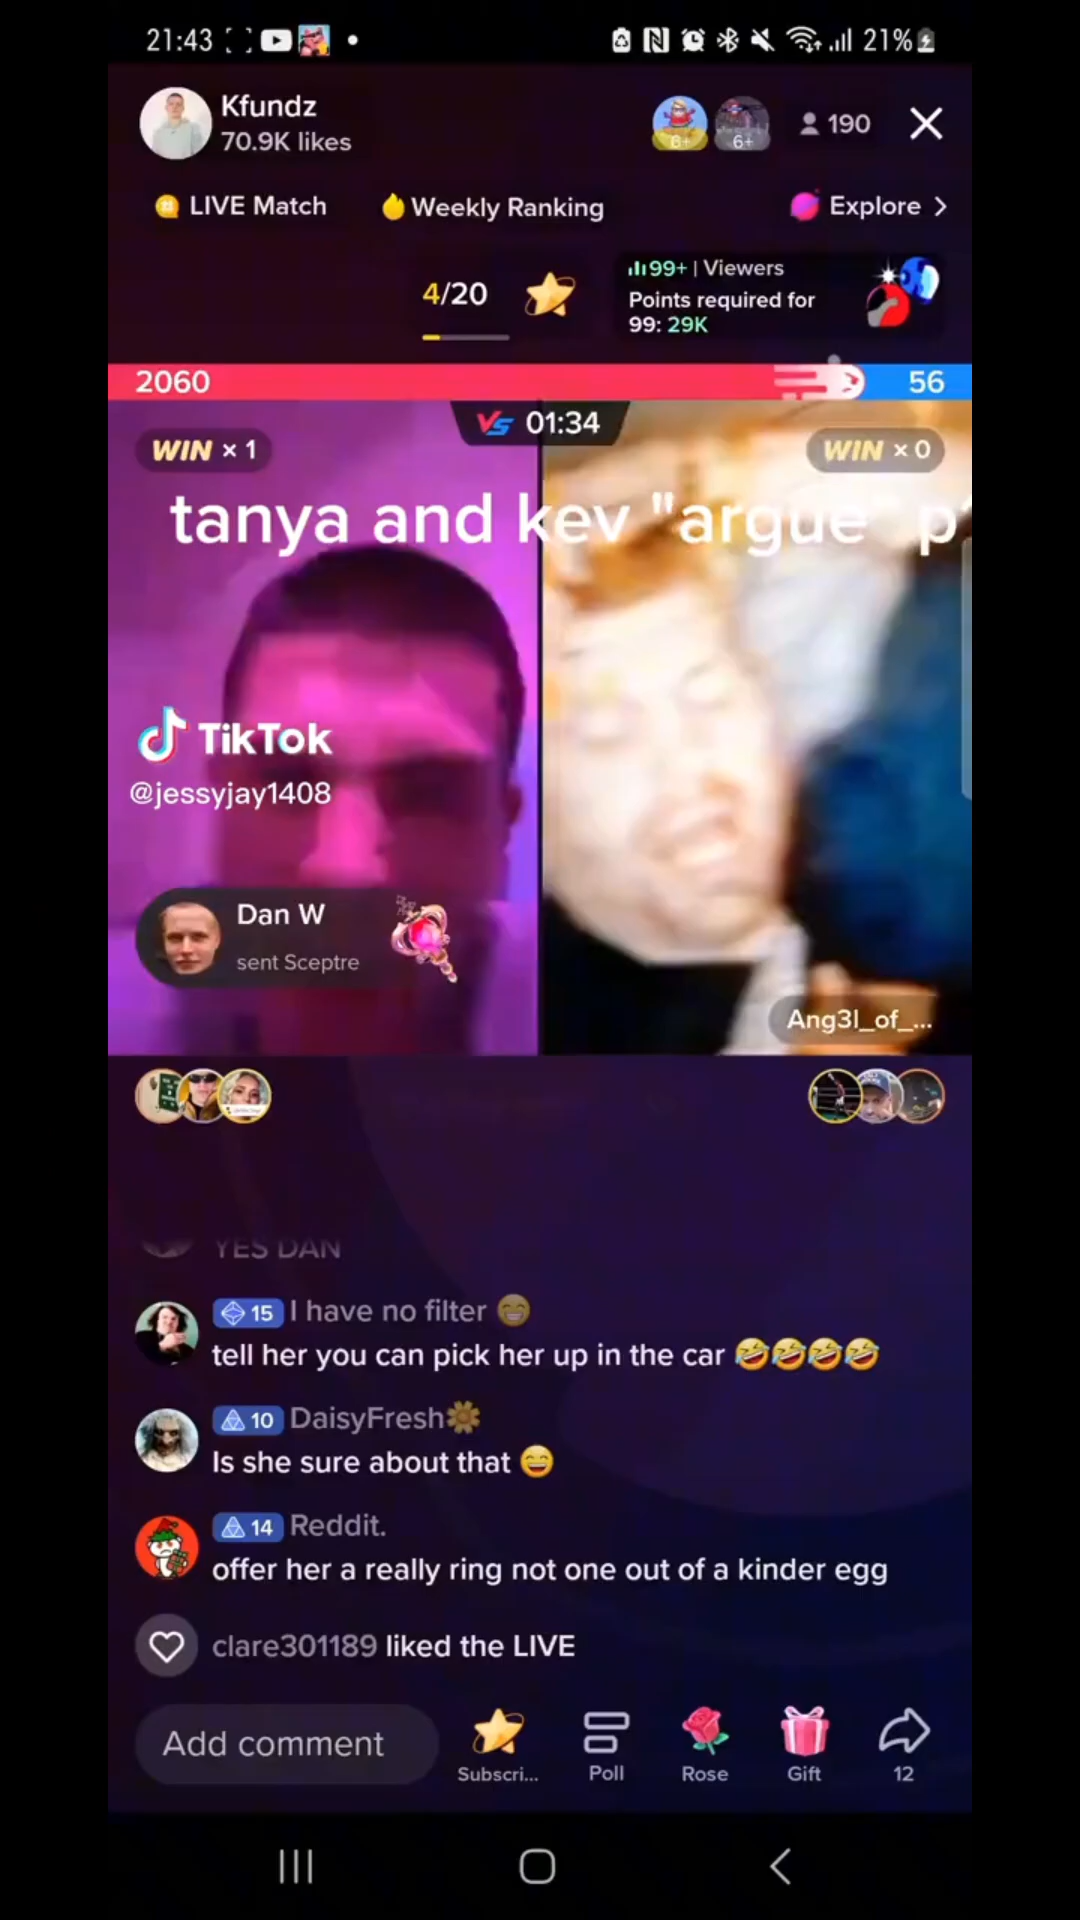 21:43
21%
Kfundz
70.9K likes
6+
6+
190
LIVE Match
Weekly Ranking
Explore >
4/20
99+ | Viewers
Points required for
99: 29K
2060
56
VS 01:34
WIN × 1
WIN × 0
tanya and kev "argue" p
TikTok
@jessyjay1408
Dan W
sent Sceptre
Ang3l_of_...
YES DAN
15 I have no filter 😁
tell her you can pick her up in the car 🤣🤣🤣🤣
10 DaisyFresh🌼
Is she sure about that 😄
14 Reddit.
offer her a really ring not one out of a kinder egg
clare301189 liked the LIVE
Add comment
Subscri...
Poll
Rose
Gift
12